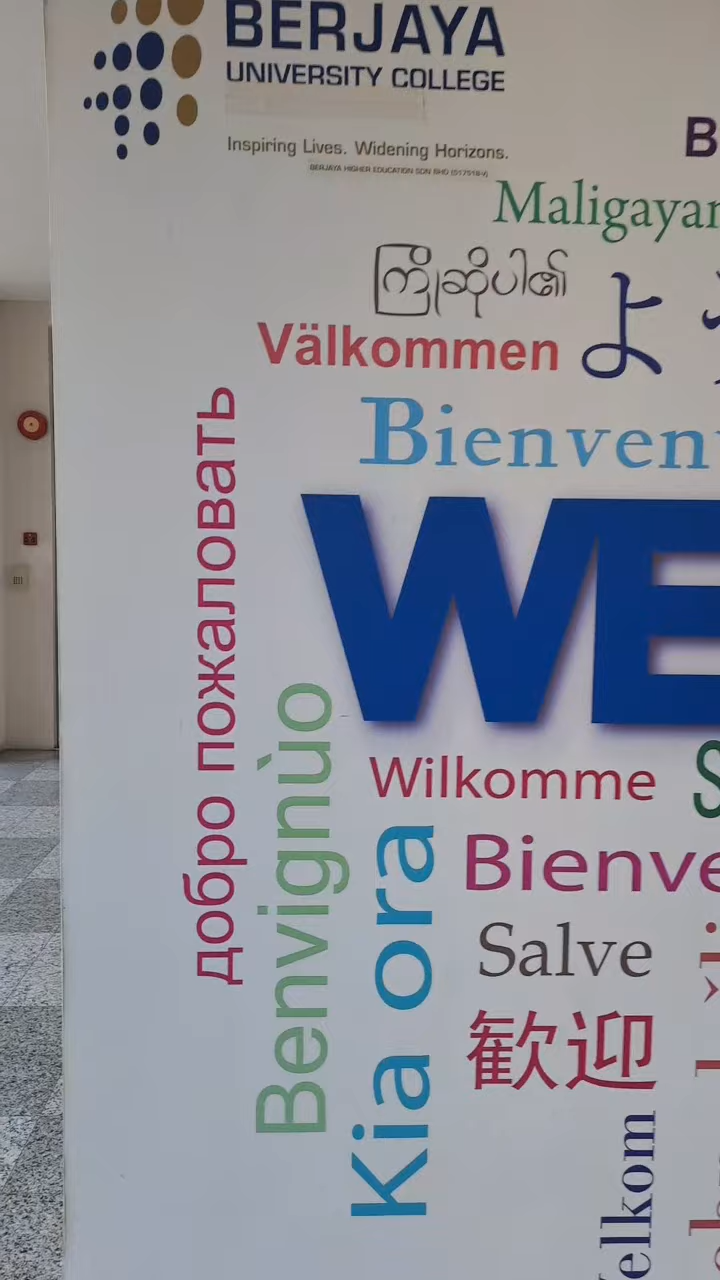 BERJAYA
UNIVERSITY COLLEGE
Inspiring Lives. Widening Horizons.
BERJAYA HIGHER EDUCATION SDN BHD (517518-V)
B
Maligayan
ကြိုဆိုပါ၏
よ
Välkommen
Bienven
добро пожаловать
WE
Benvignùo
Wilkomme
S
Kia ora
Bienve
Salve
歓迎
elkom